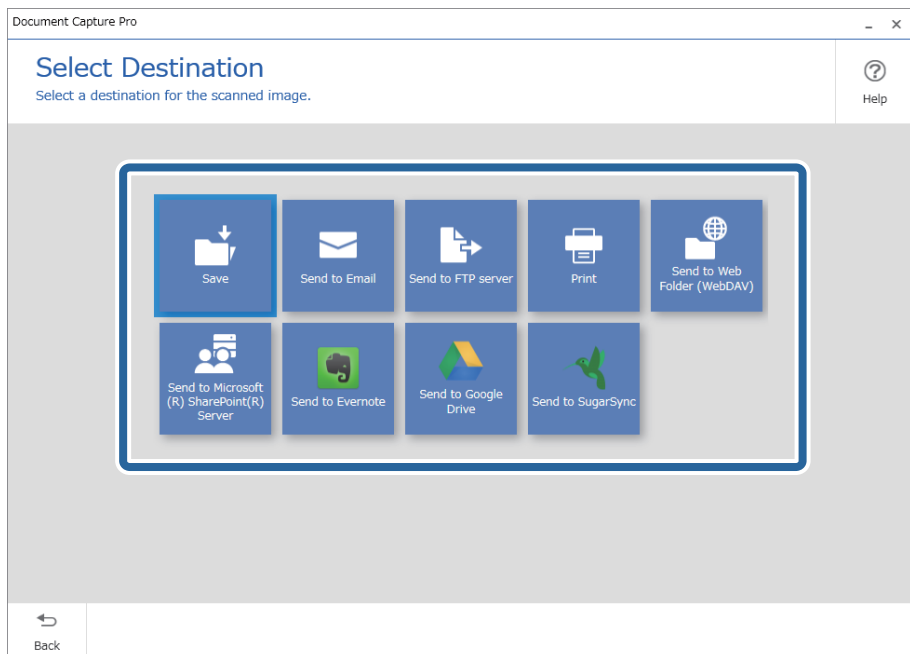 Document Capture Pro
Select Destination
Select a destination for the scanned image.
Help
Save
Send to Email
Send to FTP server
Print
Send to Web
Folder (WebDAV)
Send to Microsoft
(R) SharePoint(R)
Server
Send to Evernote
Send to Google
Drive
Send to SugarSync
Back